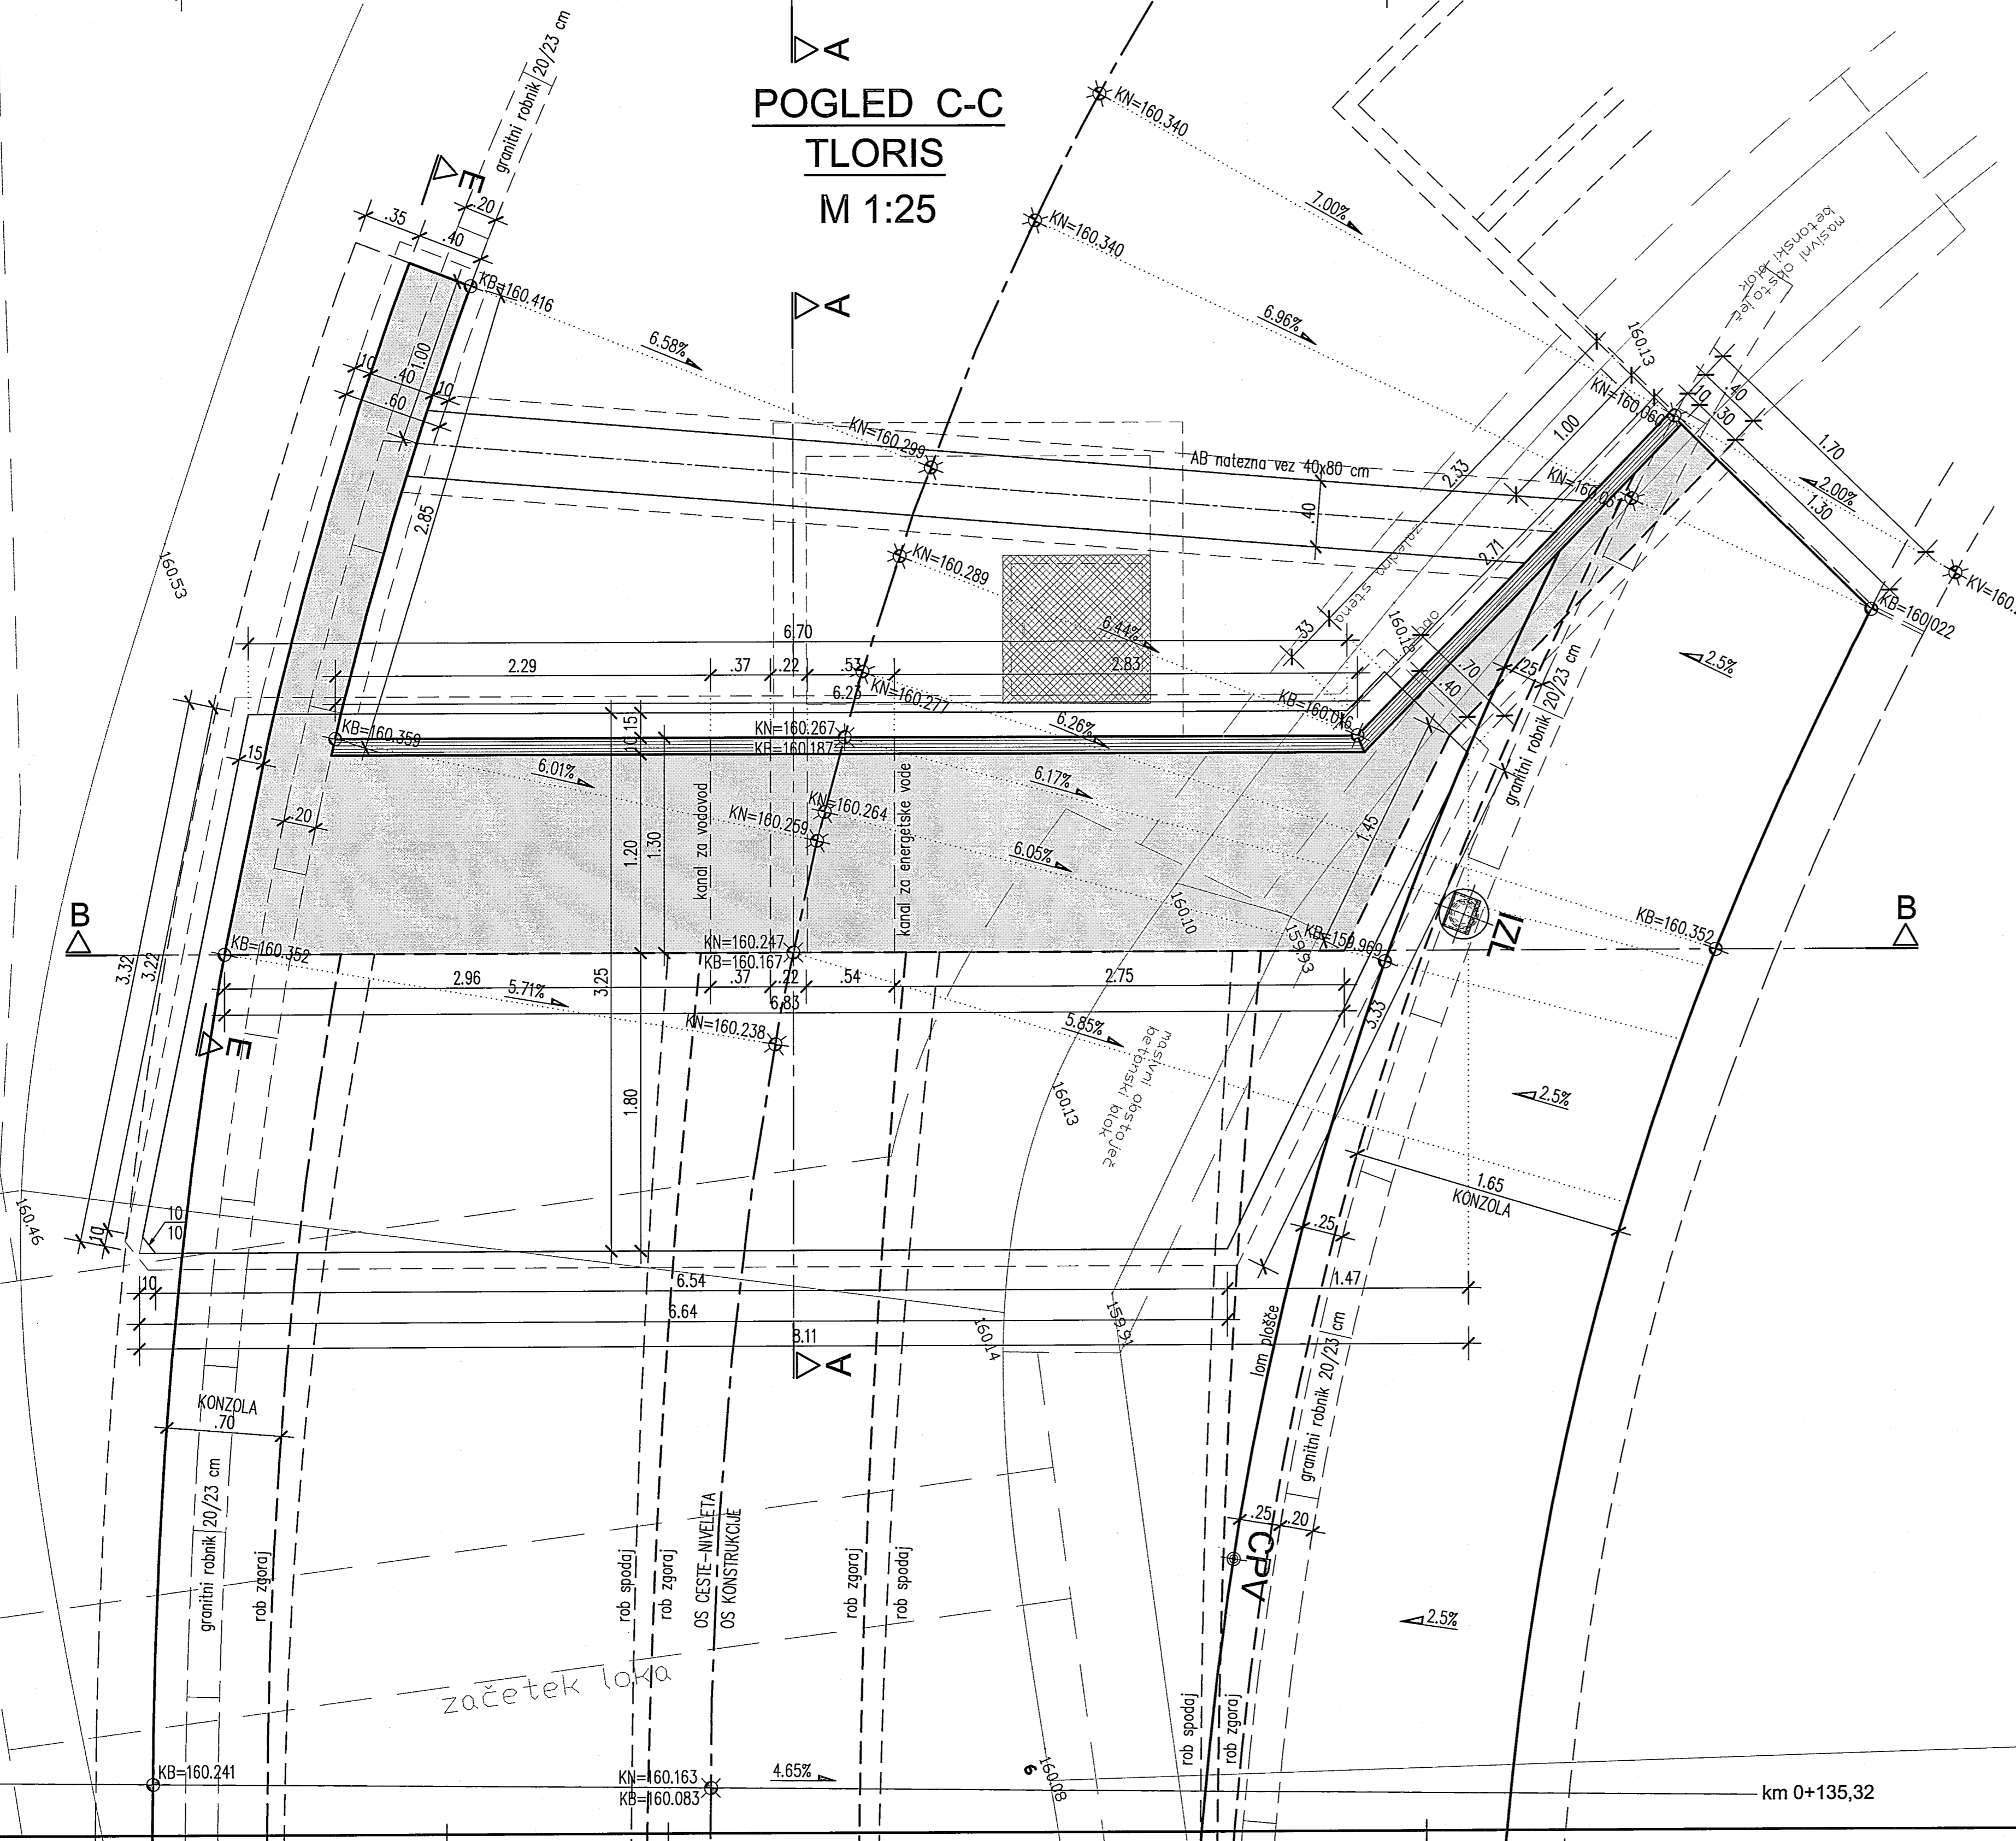 A
POGLED C-C
TLORIS
M 1:25
granitni robnik 20/23 cm
E
.20
.35
.40
KB=160.416
KN=160.340
7.00%
KN=160.340
6.96%
6.58%
A
masivni obstoječ
betonski blok
160.13
KN=160.060
10
.40
.30
1.70
2.00%
1.30
1.00
10
.40
10
.60
1.00
2.85
KN=160.299
AB natezna vez 40x80 cm
2.33
KN=160.061
.40
2.71
zaledna stena
KN=160.289
160.53
KB=160.022
6.70
6.44%
.33
2.29
.37
.22
.53
2.83
6.23
KN=160.277
.70
.40
.25
2.5%
granitni robnik 20/23 cm
KB=160.359
KN=160.267
KB=160.187
6.26%
.15
10
.15
6.01%
6.17%
kanal za vodovod
kanal za energetske vode
KN=160.264
KN=160.259
.20
1.20
1.30
6.05%
1.45
160.10
159.93
IZL
B
B
KB=160.352
KN=160.247
KB=160.167
KB=159.969
KB=160.352
3.32
3.22
2.96
5.71%
3.25
.37
.22
.54
2.75
6.83
3.33
KN=160.238
5.85%
E
masivni obstoječ
betonski blok
160.13
1.80
2.5%
1.65
KONZOLA
160.46
10
10
10
.25
10
6.54
1.47
6.64
8.11
159.91
160.14
A
lom plošče
KONZOLA
.70
granitni robnik 20/23 cm
granitni robnik 20/23 cm
rob zgoraj
rob spodaj
rob zgoraj
OS CESTE-NIVELETA
OS KONSTRUKCIJE
rob zgoraj
rob spodaj
.25
.20
CPV
2.5%
začetek loka
rob spodaj
rob zgoraj
KB=160.241
KN=160.163
KB=160.083
4.65%
6
160.08
km 0+135,32